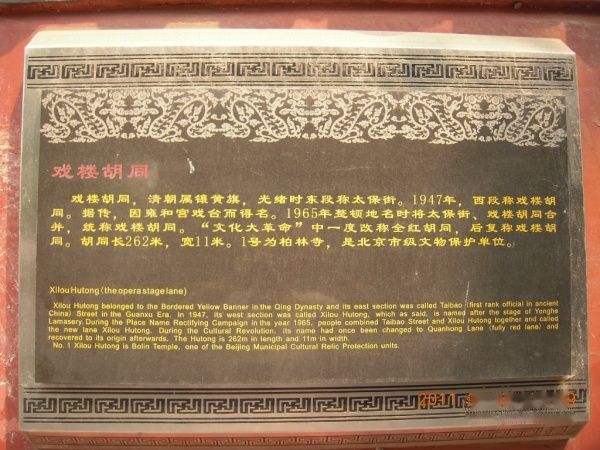 戏楼胡同
戏楼胡同，清朝属镶黄旗，光绪时东段称太保街。1947年，西段称戏楼胡
同。据传，因雍和宫戏台而得名。1965年整顿地名时将太保街、戏楼胡同合
并，统称戏楼胡同。“文化大革命”中一度改称全红胡同，后复称戏楼胡
同。胡同长262米，宽11米。1号为柏林寺，是北京市级文物保护单位。
Xilou Hutong (the opera stage lane)
Xilou Hutong belonged to the Bordered Yellow Banner in the Qing Dynasty and its east section was called Taibao (first rank official in ancient
China) Street in the Guanxu Era. In 1947, its west section was called Xilou Hutong, which as said, is named after the stage of Yonghe
Lamasery. During the Place Name Rectifying Campaign in the year 1965, people combined Taibao Street and Xilou Hutong together and called
the new lane Xilou Hutong. During the Cultural Revolution, its name had once been changed to Quanhong Lane (fully red lane) and
recovered to its origin afterwards. The Hutong is 262m in length and 11m in width.
No. 1 Xilou Hutong is Bolin Temple, one of the Beijing Municipal Cultural Relic Protection units.
2011